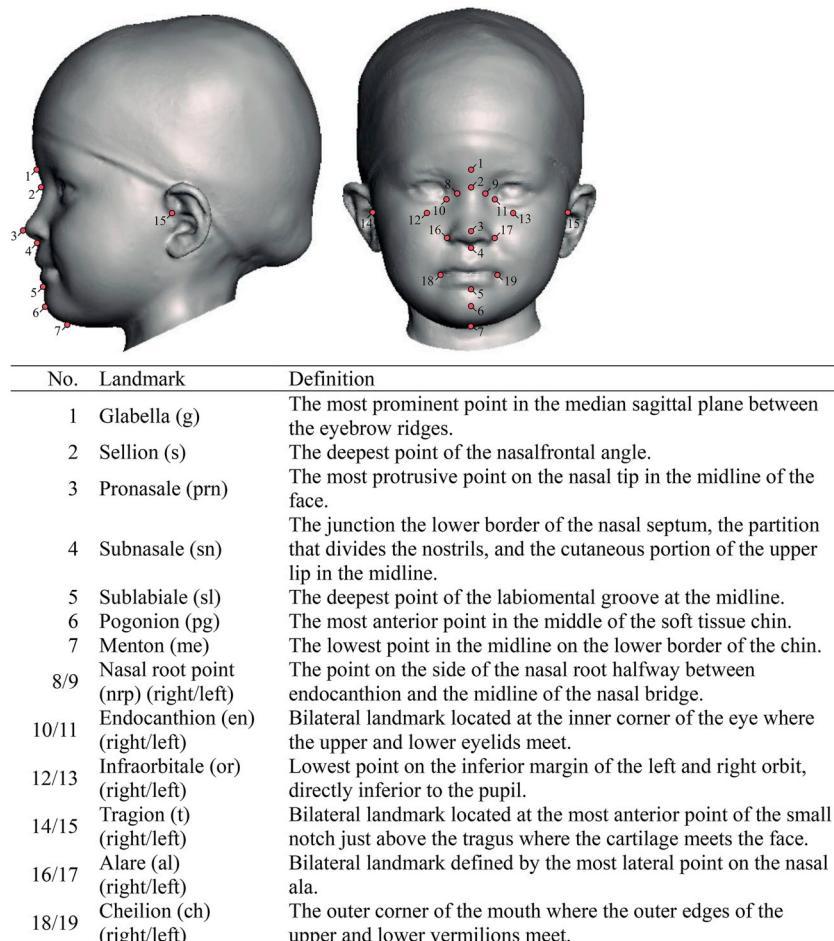 1
2
3
4
5
6
7
15
1
2
8
9
10
11
12
13
14
15
3
16
17
4
18
19
5
6
7
No. Landmark Definition
1 Glabella (g) The most prominent point in the median sagittal plane between
the eyebrow ridges.
2 Sellion (s) The deepest point of the nasalfrontal angle.
3 Pronasale (prn) The most protrusive point on the nasal tip in the midline of the
face.
4 Subnasale (sn) The junction the lower border of the nasal septum, the partition
that divides the nostrils, and the cutaneous portion of the upper
lip in the midline.
5 Sublabiale (sl) The deepest point of the labiomental groove at the midline.
6 Pogonion (pg) The most anterior point in the middle of the soft tissue chin.
7 Menton (me) The lowest point in the midline on the lower border of the chin.
8/9 Nasal root point The point on the side of the nasal root halfway between
(nrp) (right/left) endocanthion and the midline of the nasal bridge.
10/11 Endocanthion (en) Bilateral landmark located at the inner corner of the eye where
(right/left) the upper and lower eyelids meet.
12/13 Infraorbitale (or) Lowest point on the inferior margin of the left and right orbit,
(right/left) directly inferior to the pupil.
14/15 Tragion (t) Bilateral landmark located at the most anterior point of the small
(right/left) notch just above the tragus where the cartilage meets the face.
16/17 Alare (al) Bilateral landmark defined by the most lateral point on the nasal
(right/left) ala.
18/19 Cheilion (ch) The outer corner of the mouth where the outer edges of the
(right/left) upper and lower vermilions meet.